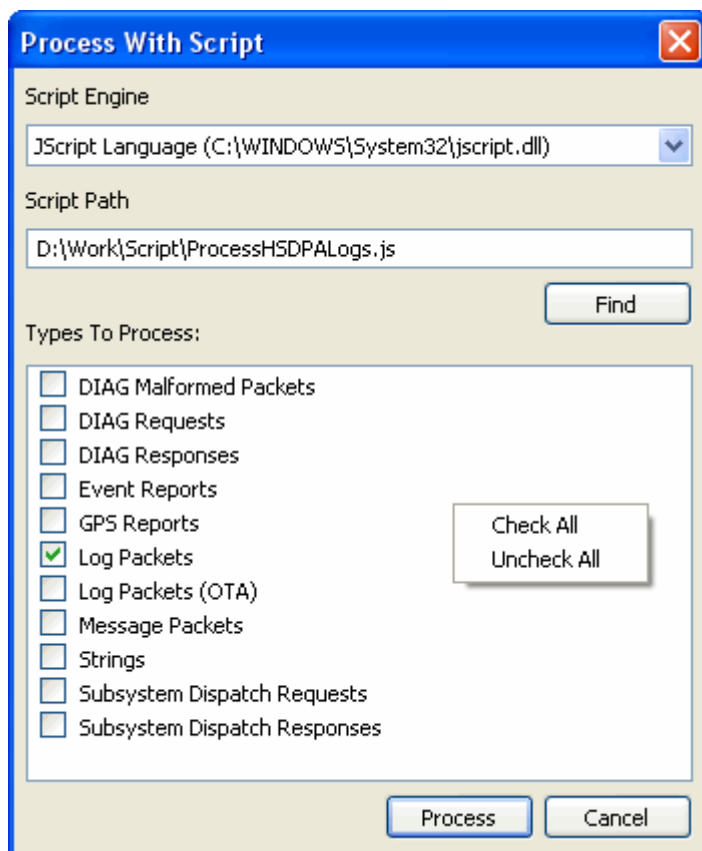 Process With Script
Script Engine
JScript Language (C:\WINDOWS\System32\jscript.dll)
Script Path
D:\Work\Script\ProcessHSDPALogs.js
Find
Types To Process:
DIAG Malformed Packets
DIAG Requests
DIAG Responses
Event Reports
GPS Reports
Check All
Log Packets
Uncheck All
Log Packets (OTA)
Message Packets
Strings
Subsystem Dispatch Requests
Subsystem Dispatch Responses
Process
Cancel